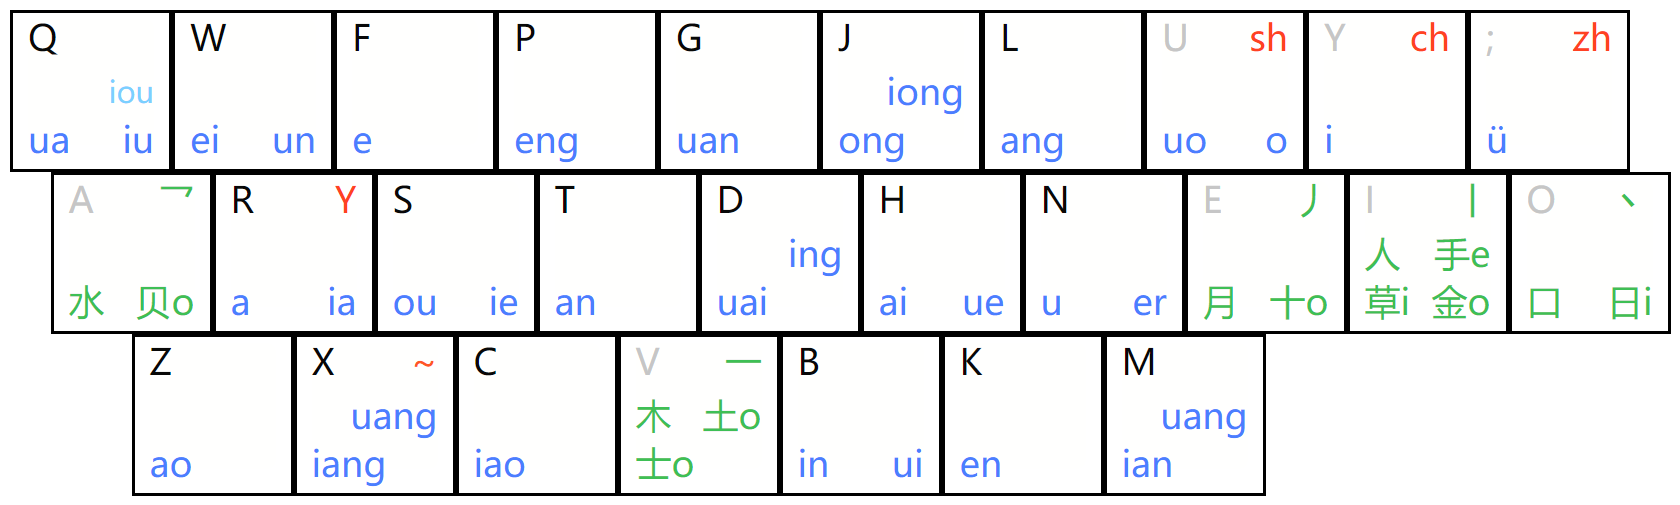 Q W F P G J L U sh Y ch ; zh
iou iong
ua iu ei un e eng uan ong ang uo o i ü
A 乛 R Y S T D H N E 丿 I 丨 O 丶
ing 人 手e
水 贝o a ia ou ie an uai ai ue u er 月 十o 草i 金o 口 日i
Z X ~ C V 一 B K M
uang 木 土o uang
ao iang iao 士o in ui en ian